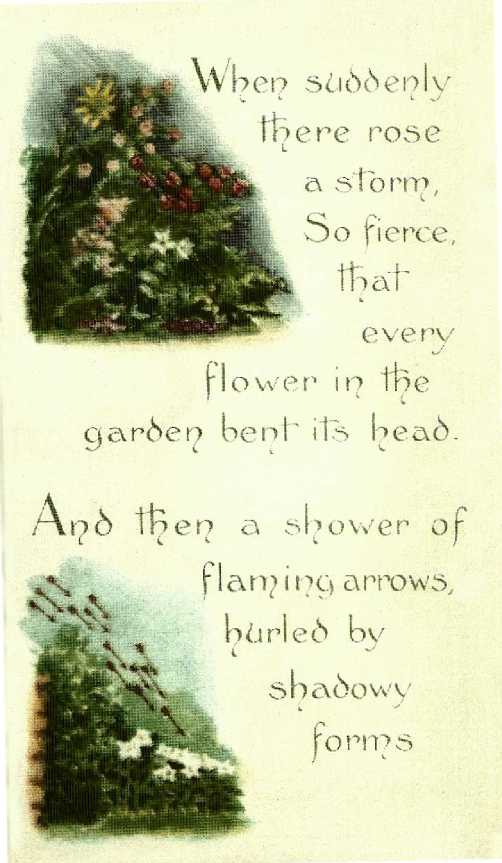 When suddenly
there rose
a storm,
So fierce,
that
every
flower in the
garden bent its head.
And then a shower of
flaming arrows,
hurled by
shadowy
forms